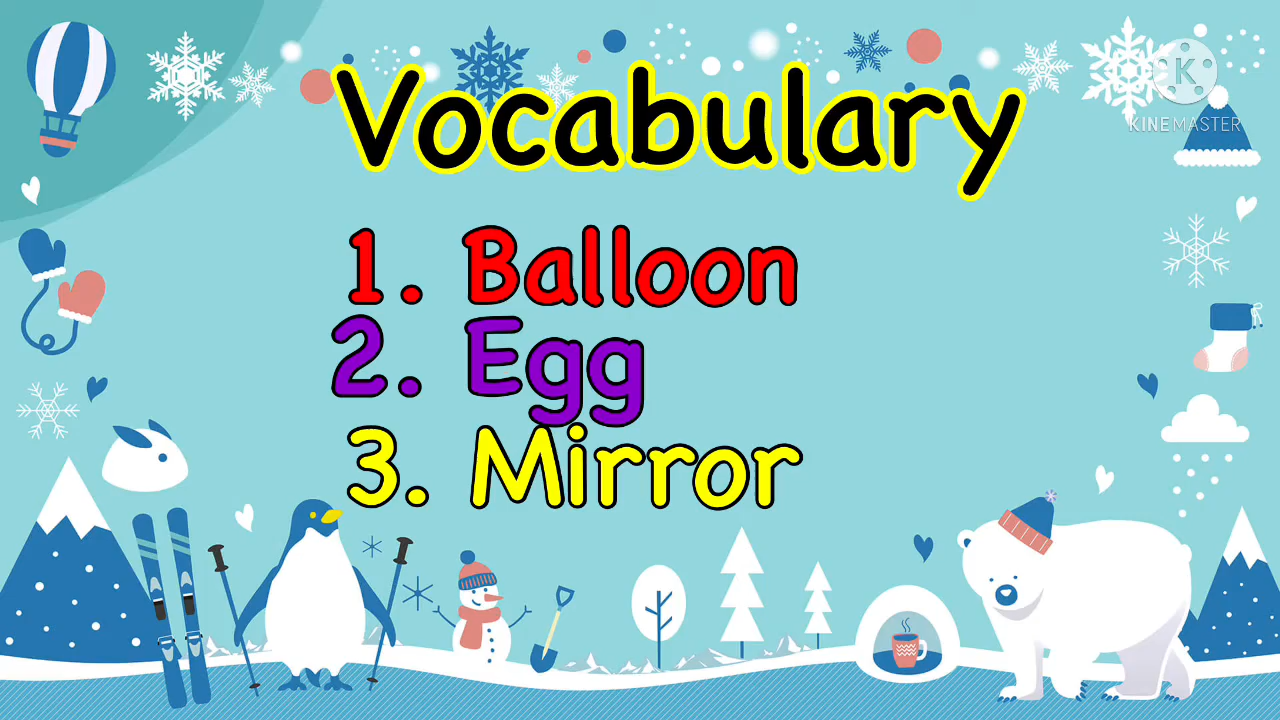 Vocabulary
K
KINEMASTER
1. Balloon
2. Egg
3. Mirror